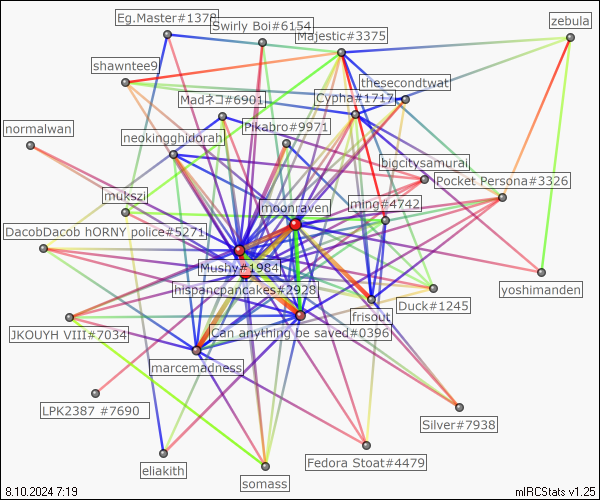 Eg.Master#1378
Swirly Boi#6154
zebula
Majestic#3375
shawntee9
thesecondtwat
Madネコ#6901
Cypha#1717
normalwan
Pikabro#9971
neokingghidorah
bigcitysamurai
Pocket Persona#3326
mukszi
moonraven
ming#4742
DacobDacob hORNY police#5271
Mushy#1984
hispancpancakes#2928
yoshimanden
Duck#1245
frisout
JKOUYH VIII#7034
Can anything be saved#0396
marcemadness
LPK2387 #7690
Silver#7938
Fedora Stoat#4479
eliakith
somass
8.10.2024 7:19
mIRCStats v1.25